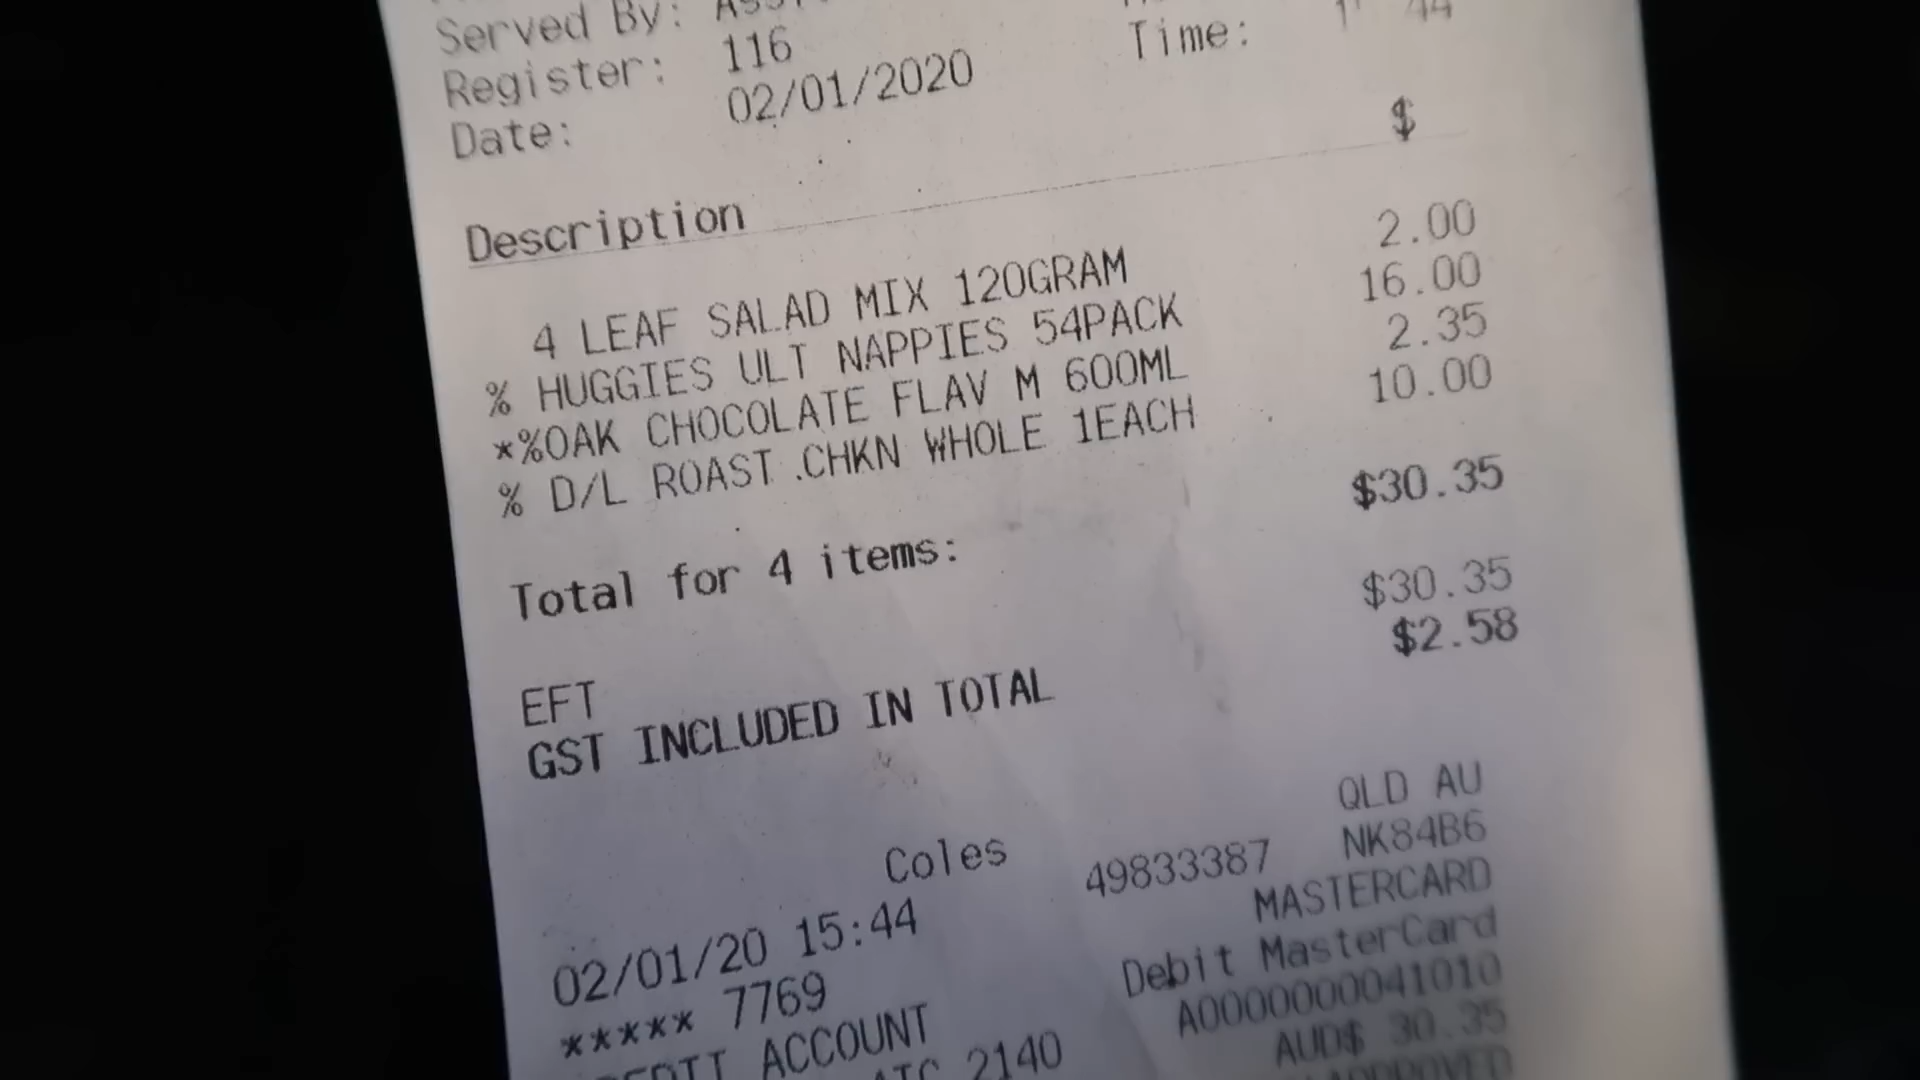 Served By:
Register: 116 Time: 44
Date: 02/01/2020
$
Description
4 LEAF SALAD MIX 120GRAM 2.00
% HUGGIES ULT NAPPIES 54PACK 16.00
*%OAK CHOCOLATE FLAV M 600ML 2.35
% D/L ROAST .CHKN WHOLE 1EACH 10.00
Total for 4 items: $30.35
EFT $30.35
GST INCLUDED IN TOTAL $2.58
Coles QLD AU
02/01/20 15:44 49833387 NK84B6
***** 7769 MASTERCARD
ACCOUNT Debit MasterCard
2140 A0000000041010
AUD$ 30.35
APPROVED